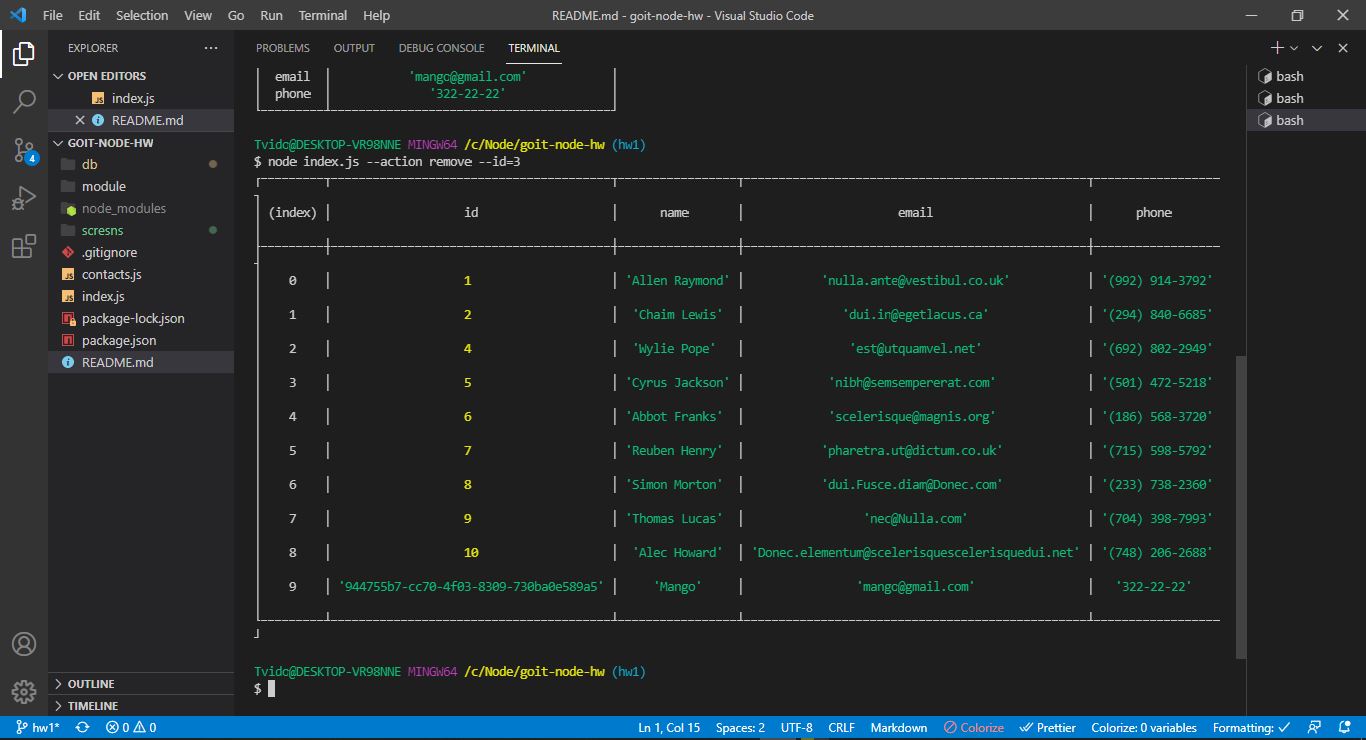 File Edit Selection View Go Run Terminal Help README.md - goit-node-hw - Visual Studio Code
EXPLORER
OPEN EDITORS
index.js
README.md
GOIT-NODE-HW
db
module
node_modules
scresns
.gitignore
contacts.js
index.js
package-lock.json
package.json
README.md
OUTLINE
TIMELINE
4
PROBLEMS OUTPUT DEBUG CONSOLE TERMINAL
email 'mangc@gmail.com'
phone '322-22-22'
Tvidc@DESKTOP-VR98NNE MINGW64 /c/Node/goit-node-hw (hw1)
$ node index.js --action remove --id=3
(index) id name email phone
0 1 'Allen Raymond' 'nulla.ante@vestibul.co.uk' '(992) 914-3792'
1 2 'Chaim Lewis' 'dui.in@egetlacus.ca' '(294) 840-6685'
2 4 'Wylie Pope' 'est@utquamvel.net' '(692) 802-2949'
3 5 'Cyrus Jackson' 'nibh@semsempererat.com' '(501) 472-5218'
4 6 'Abbot Franks' 'scelerisque@magnis.org' '(186) 568-3720'
5 7 'Reuben Henry' 'pharetra.ut@dictum.co.uk' '(715) 598-5792'
6 8 'Simon Morton' 'dui.Fusce.diam@Donec.com' '(233) 738-2360'
7 9 'Thomas Lucas' 'nec@Nulla.com' '(704) 398-7993'
8 10 'Alec Howard' 'Donec.elementum@scelerisquescelerisquedui.net' '(748) 206-2688'
9 '944755b7-cc70-4f03-8309-730ba0e589a5' 'Mango' 'mangc@gmail.com' '322-22-22'
Tvidc@DESKTOP-VR98NNE MINGW64 /c/Node/goit-node-hw (hw1)
$
bash
bash
bash
hw1* 0 0 Ln 1, Col 15 Spaces: 2 UTF-8 CRLF Markdown Colorize Prettier Colorize: 0 variables Formatting: